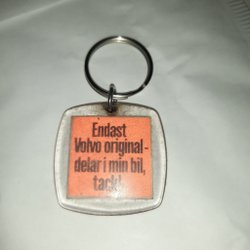 Endast
Volvo original-
delar i min bil,
tack!